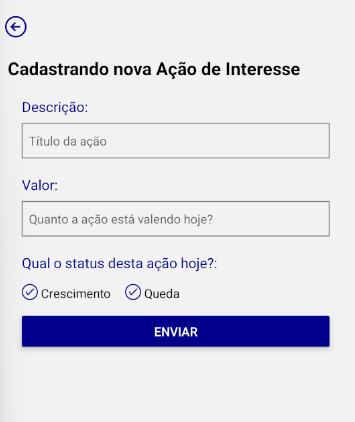 Cadastrando nova Ação de Interesse
Descrição:
Título da ação
Valor:
Quanto a ação está valendo hoje?
Qual o status desta ação hoje?:
Crescimento Queda
ENVIAR